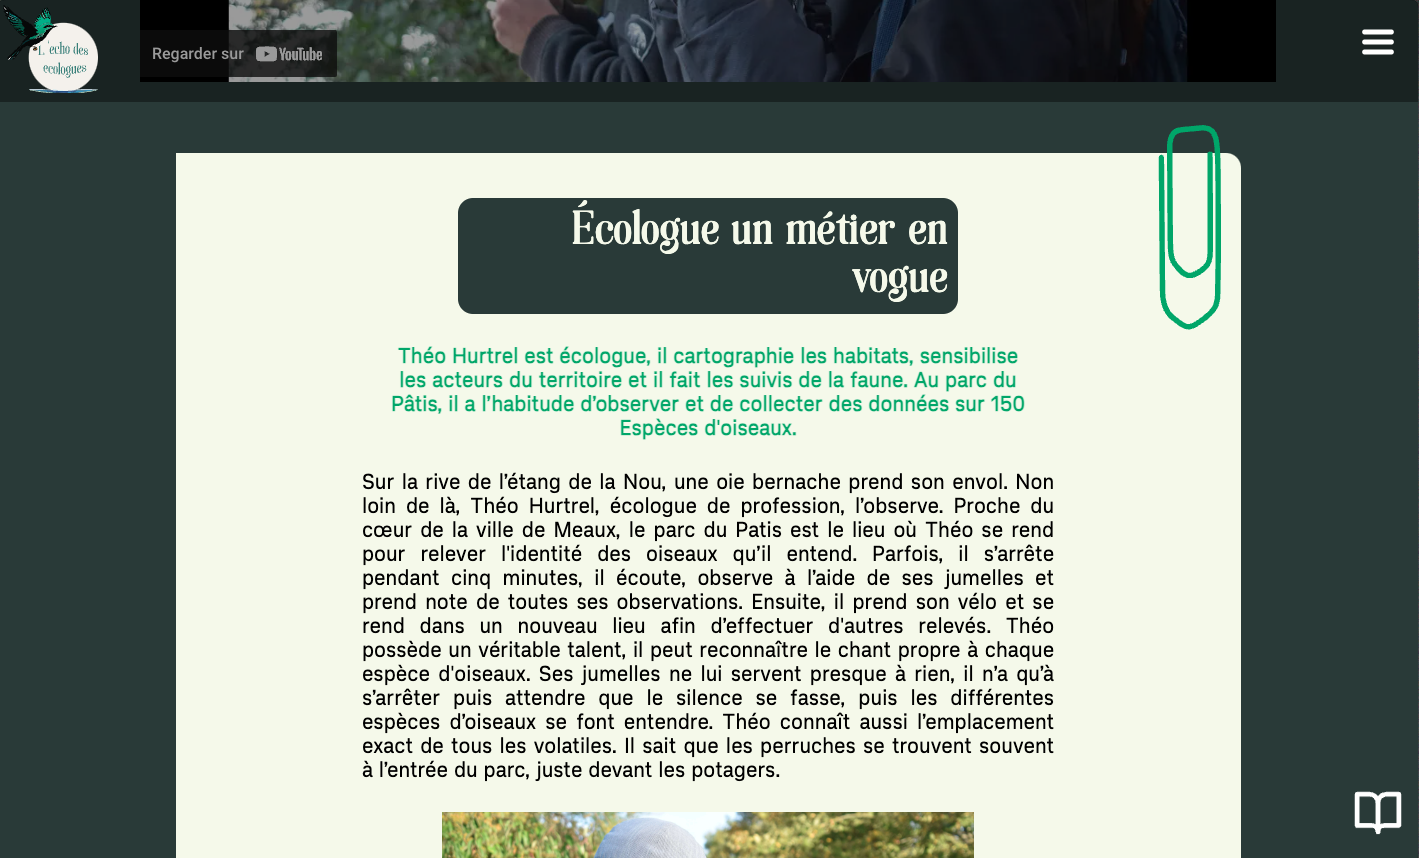 L'echo des
ecologues
Regarder sur YouTube
Écologue un métier en
vogue
Théo Hurtrel est écologue, il cartographie les habitats, sensibilise
les acteurs du territoire et il fait les suivis de la faune. Au parc du
Pâtis, il a l’habitude d’observer et de collecter des données sur 150
Espèces d'oiseaux.
Sur la rive de l’étang de la Nou, une oie bernache prend son envol. Non
loin de là, Théo Hurtrel, écologue de profession, l’observe. Proche du
cœur de la ville de Meaux, le parc du Patis est le lieu où Théo se rend
pour relever l'identité des oiseaux qu’il entend. Parfois, il s’arrête
pendant cinq minutes, il écoute, observe à l’aide de ses jumelles et
prend note de toutes ses observations. Ensuite, il prend son vélo et se
rend dans un nouveau lieu afin d’effectuer d'autres relevés. Théo
possède un véritable talent, il peut reconnaître le chant propre à chaque
espèce d'oiseaux. Ses jumelles ne lui servent presque à rien, il n’a qu’à
s’arrêter puis attendre que le silence se fasse, puis les différentes
espèces d’oiseaux se font entendre. Théo connaît aussi l’emplacement
exact de tous les volatiles. Il sait que les perruches se trouvent souvent
à l’entrée du parc, juste devant les potagers.